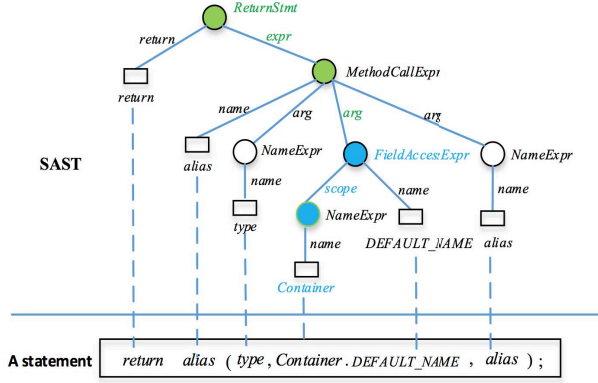 ReturnStmt
return expr
MethodCallExpr
return
name arg arg arg
alias NameExpr FieldAccessExpr NameExpr
SAST
name scope name name
type NameExpr DEFAULT_NAME alias
name
Container
A statement return alias ( type , Container . DEFAULT_NAME , alias ) ;